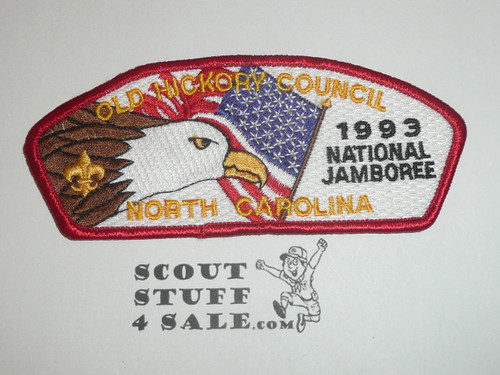 OLD HICKORY COUNCIL
1993
NATIONAL
JAMBOREE
NORTH CAROLINA
SCOUT
STUFF
4 SALE.com